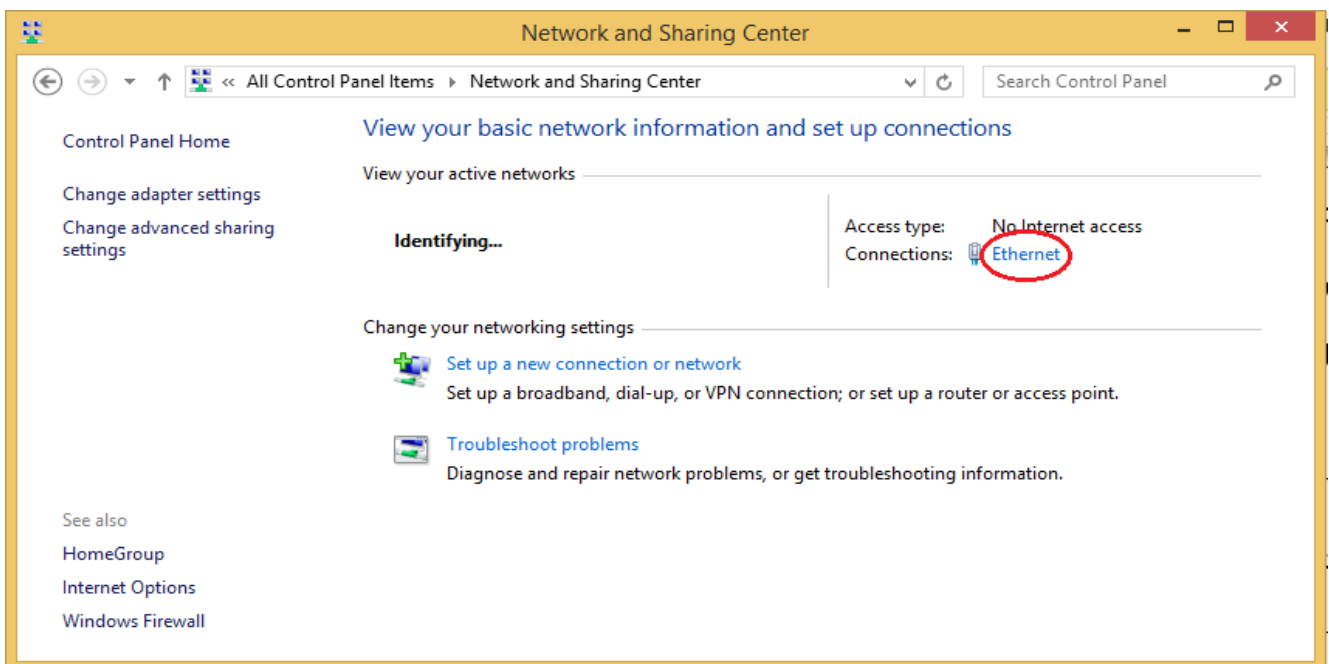 Network and Sharing Center
« All Control Panel Items Network and Sharing Center
Search Control Panel
Control Panel Home
Change adapter settings
Change advanced sharing
settings
View your basic network information and set up connections
View your active networks
Identifying...
Access type: No Internet access
Connections: Ethernet
Change your networking settings
Set up a new connection or network
Set up a broadband, dial-up, or VPN connection; or set up a router or access point.
Troubleshoot problems
Diagnose and repair network problems, or get troubleshooting information.
See also
HomeGroup
Internet Options
Windows Firewall